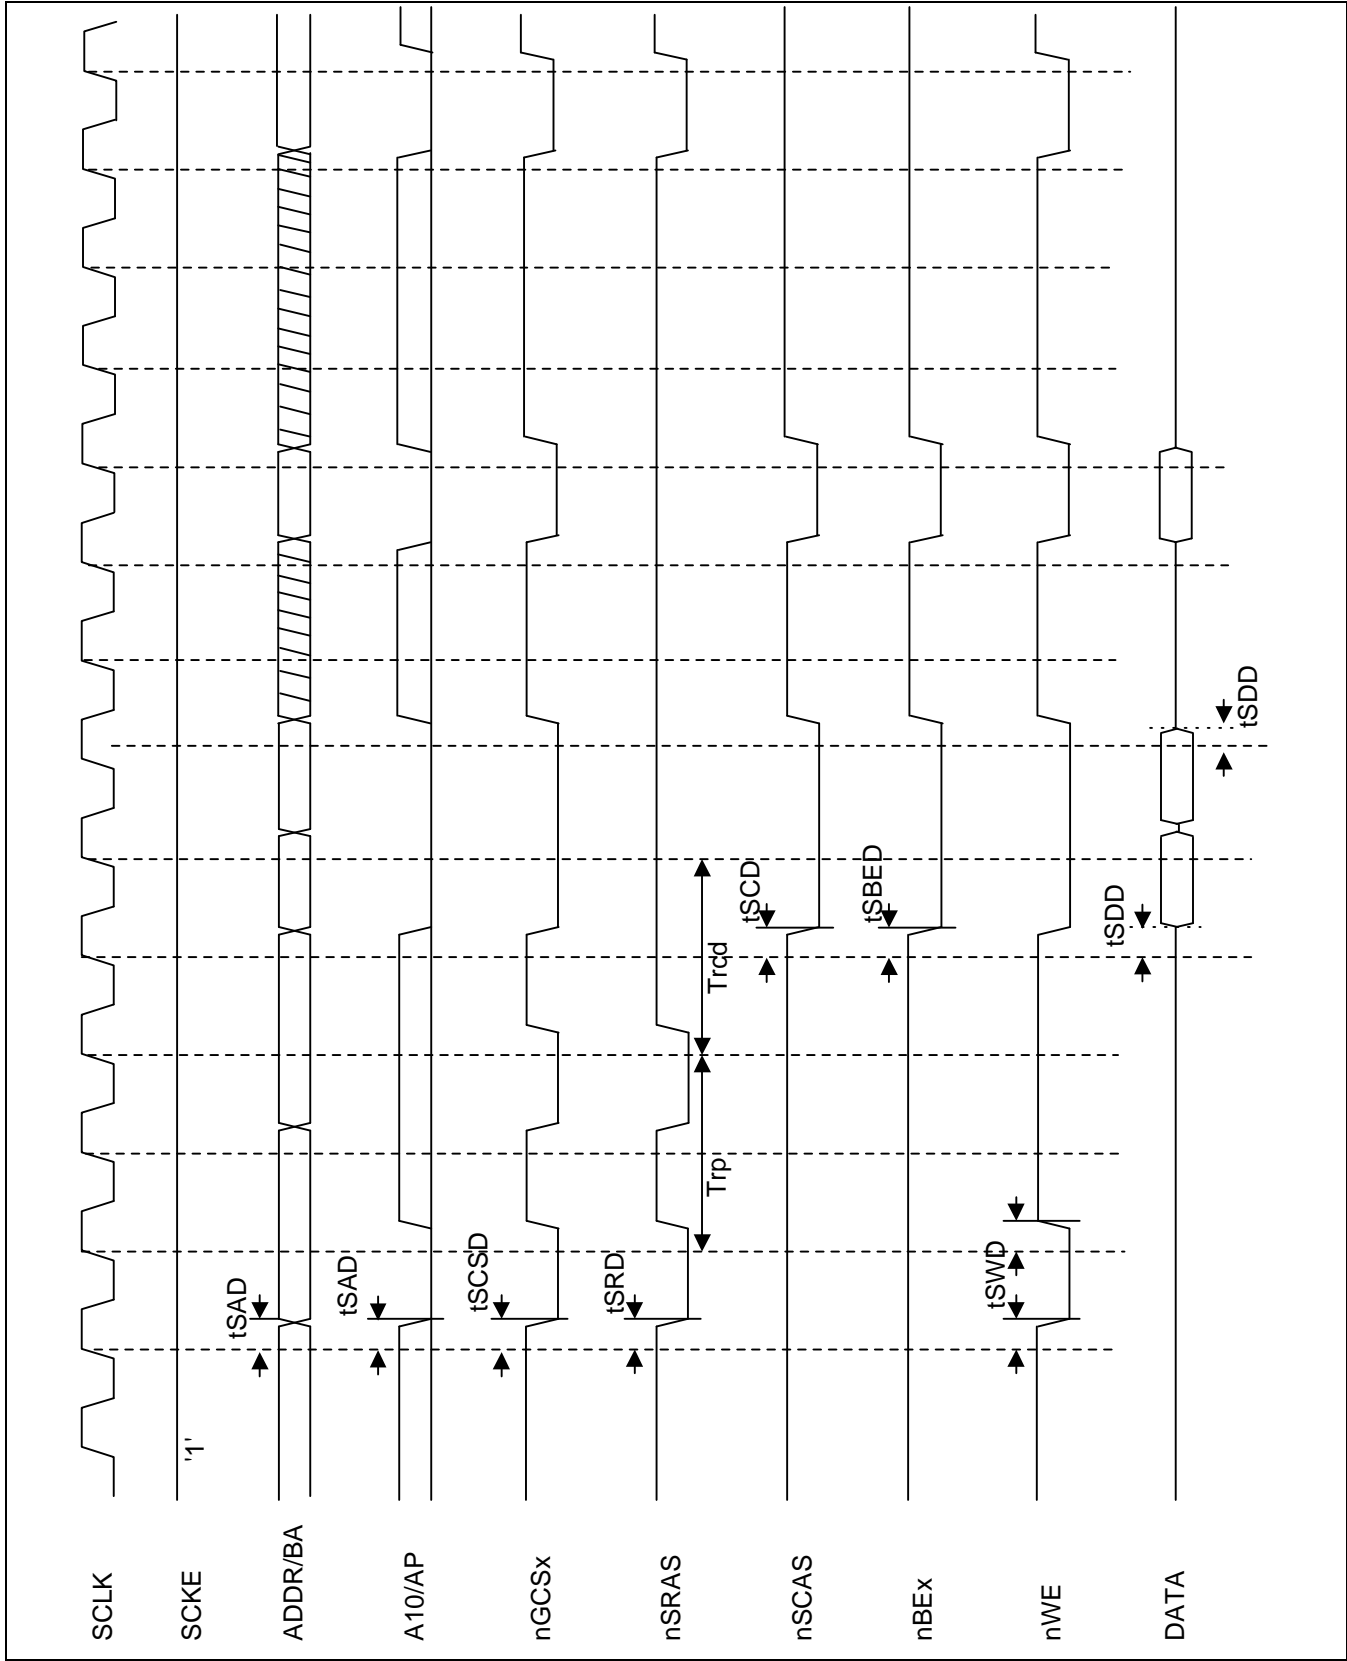 SCLK
SCKE
'1'
ADDR/BA
tSAD
A10/AP
tSAD
nGCSx
tSCSD
nSRAS
tSRD
Trp
Trcd
nSCAS
tSCD
nBEx
tSBED
nWE
tSWD
DATA
tSDD
tSDD